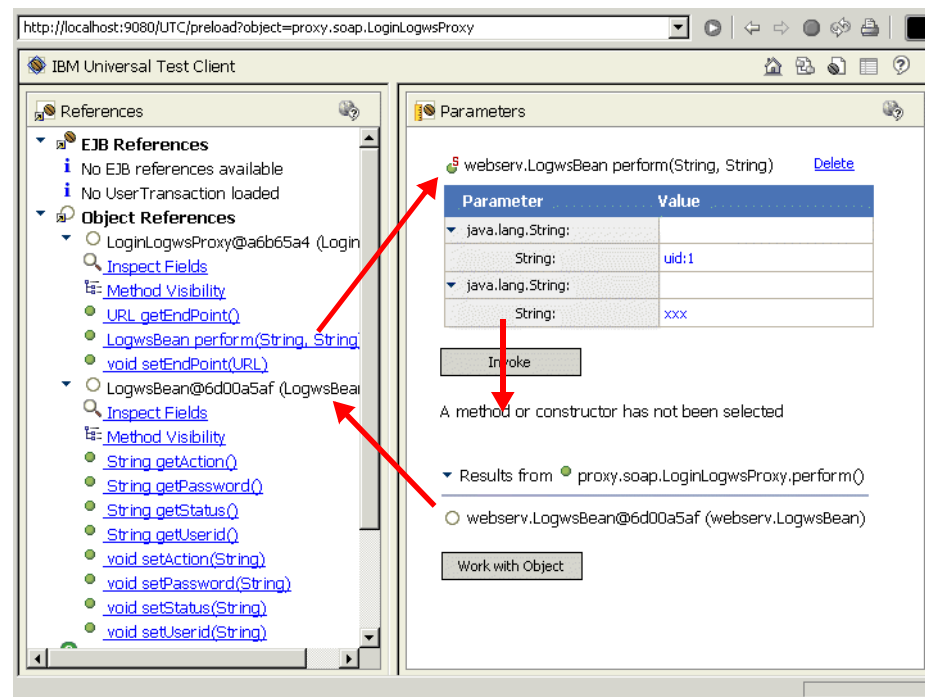 http://localhost:9080/UTC/preload?object=proxy.soap.LoginLogwsProxy
IBM Universal Test Client
References
EJB References
No EJB references available
No UserTransaction loaded
Object References
LoginLogwsProxy@a6b65a4 (Login
Inspect Fields
Method Visibility
URL getEndPoint()
LogwsBean perform(String, String)
void setEndPoint(URL)
LogwsBean@6d00a5af (LogwsBean
Inspect Fields
Method Visibility
String getAction()
String getPassword()
String getStatus()
String getUserid()
void setAction(String)
void setPassword(String)
void setStatus(String)
void setUserid(String)
Parameters
webserv.LogwsBean perform(String, String) Delete
Parameter Value
java.lang.String:
String: uid:1
java.lang.String:
String: xxx
Invoke
A method or constructor has not been selected
Results from proxy.soap.LoginLogwsProxy.perform()
webserv.LogwsBean@6d00a5af (webserv.LogwsBean)
Work with Object